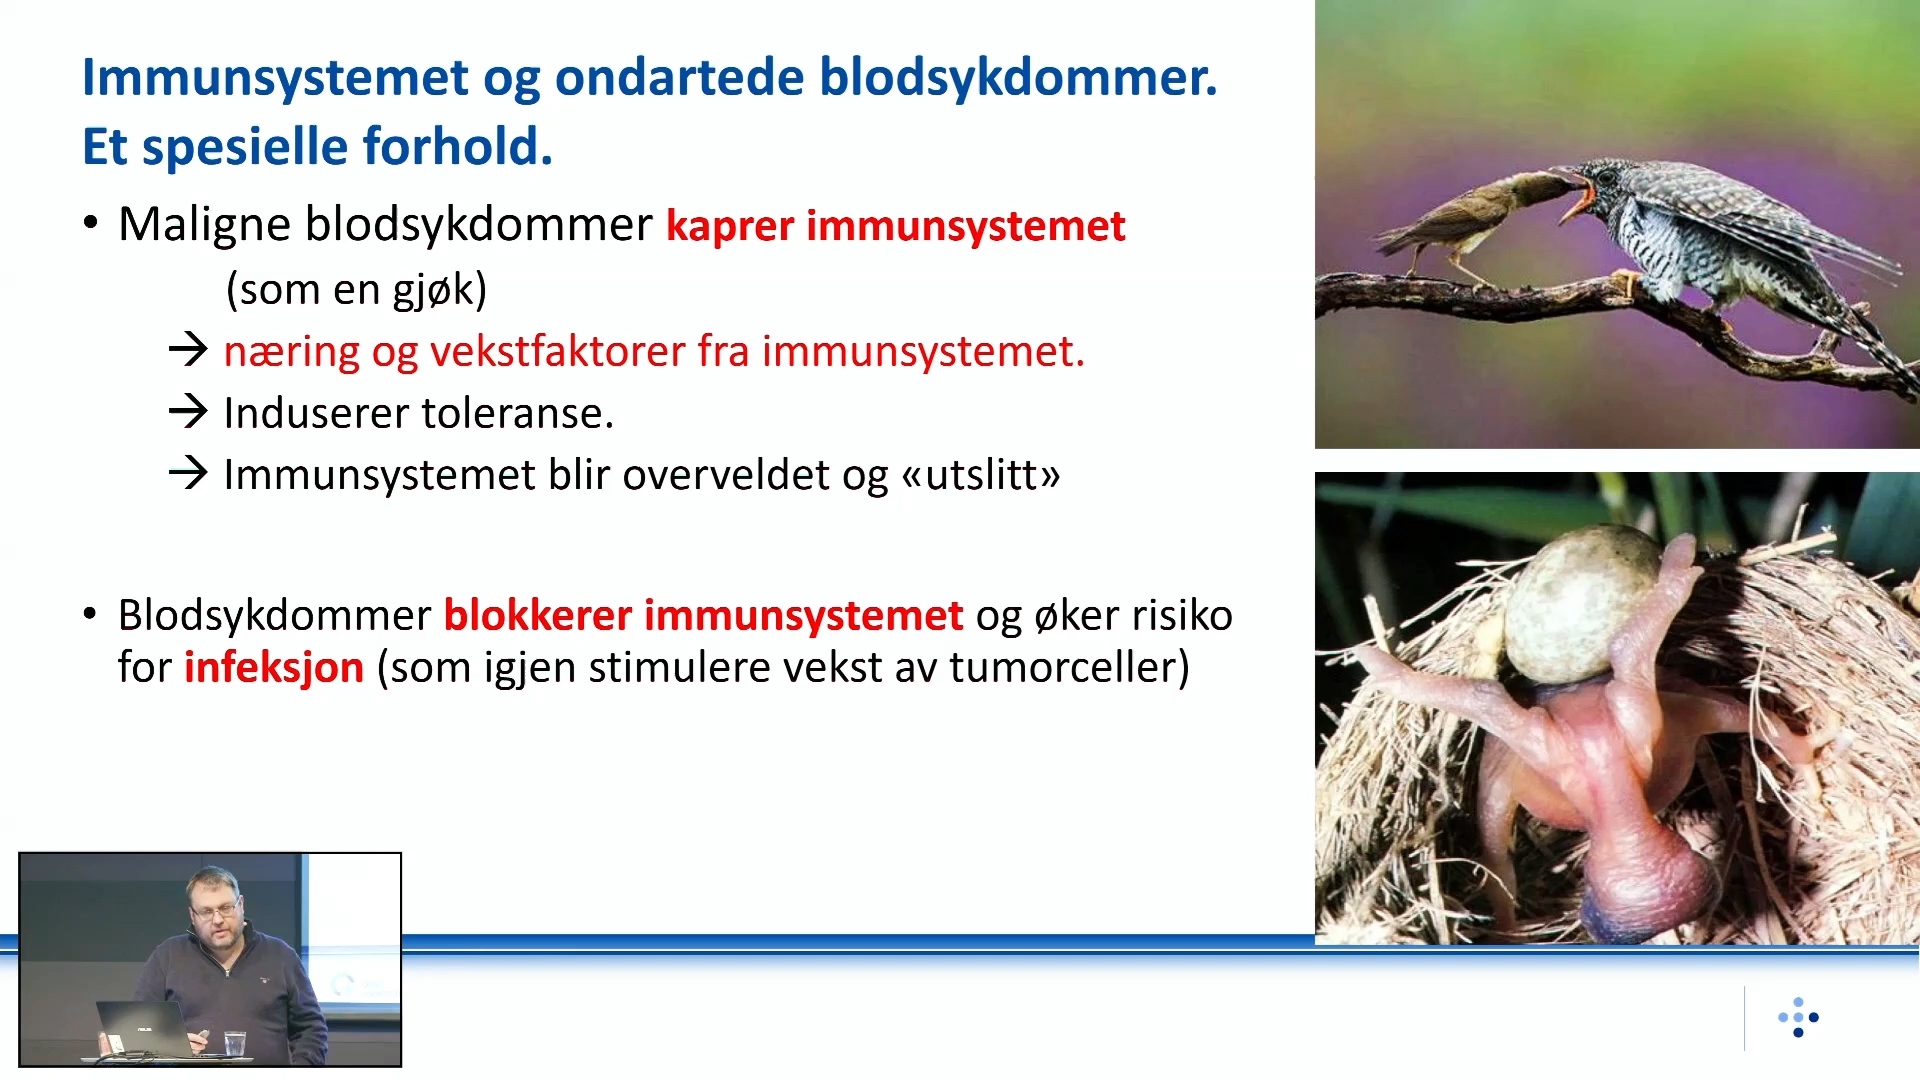 Immunsystemet og ondartede blodsykdommer.
Et spesielle forhold.
• Maligne blodsykdommer kaprer immunsystemet
(som en gjøk)
→ næring og vekstfaktorer fra immunsystemet.
→ Induserer toleranse.
→ Immunsystemet blir overveldet og «utslitt»
• Blodsykdommer blokkerer immunsystemet og øker risiko
for infeksjon (som igjen stimulere vekst av tumorceller)
ASUS